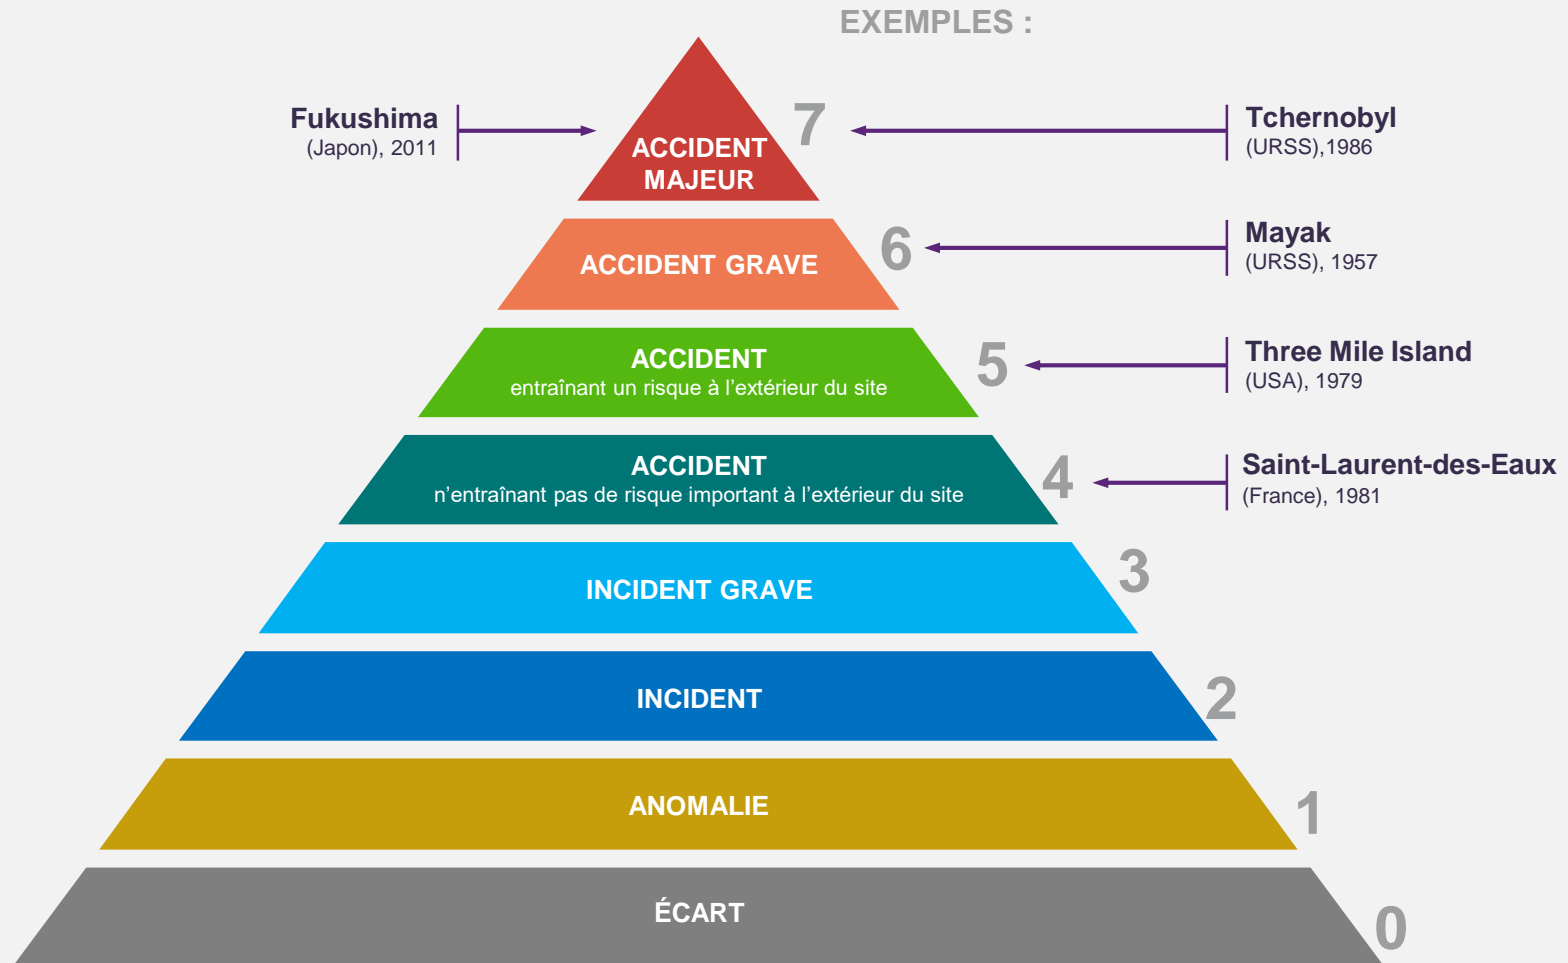 EXEMPLES :
Fukushima
(Japon), 2011
ACCIDENT
MAJEUR
7
Tchernobyl
(URSS),1986
ACCIDENT GRAVE
6
Mayak
(URSS), 1957
ACCIDENT
entraînant un risque à l’extérieur du site
5
Three Mile Island
(USA), 1979
ACCIDENT
n’entraînant pas de risque important à l’extérieur du site
4
Saint-Laurent-des-Eaux
(France), 1981
INCIDENT GRAVE
3
INCIDENT
2
ANOMALIE
1
ÉCART
0